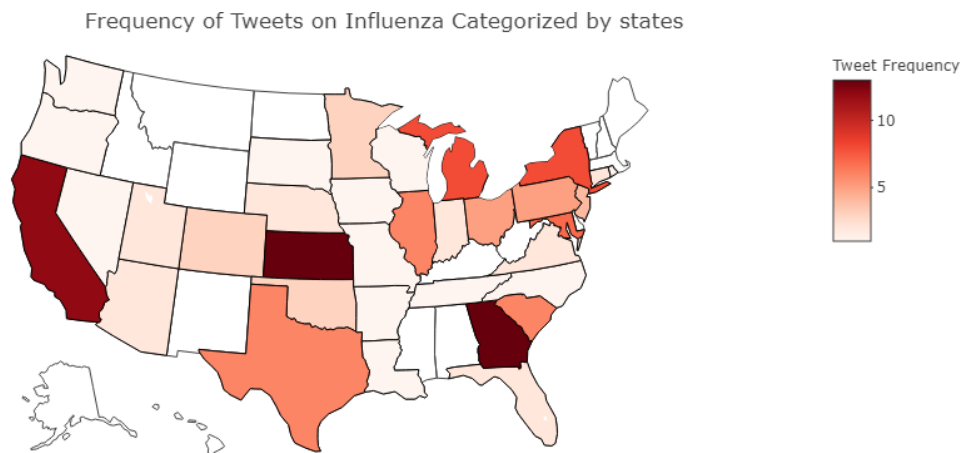 Frequency of Tweets on Influenza Categorized by states
Tweet Frequency
10
5